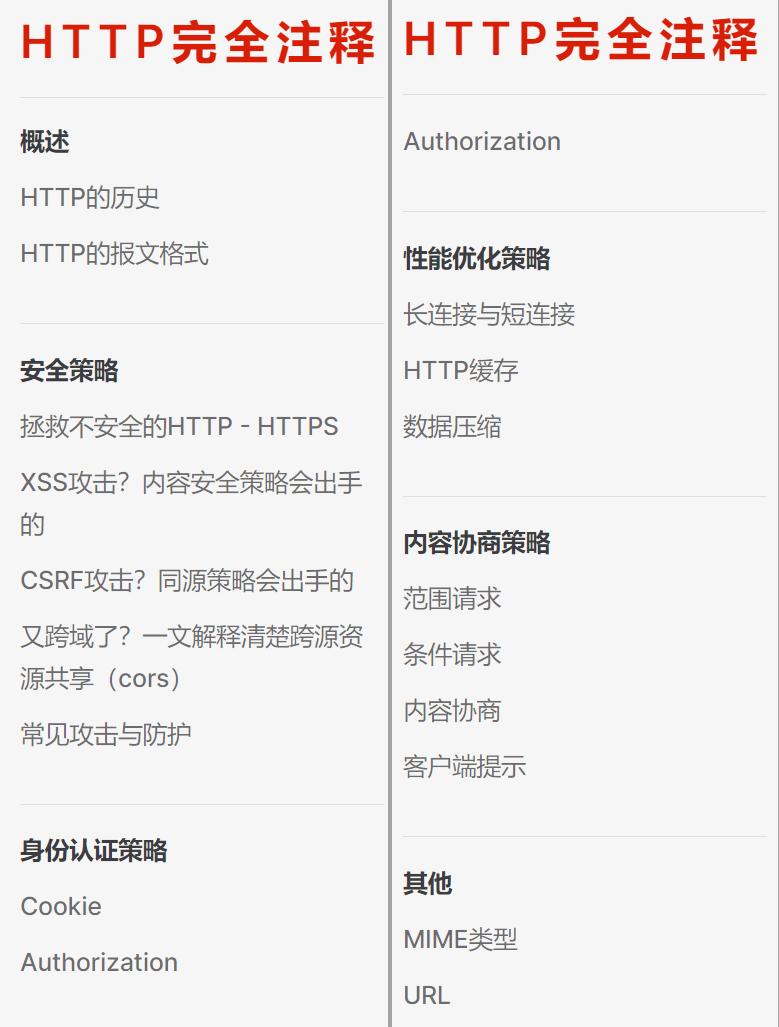 HTTP完全注释
概述
HTTP的历史
HTTP的报文格式
安全策略
拯救不安全的HTTP - HTTPS
XSS攻击？内容安全策略会出手
的
CSRF攻击？同源策略会出手的
又跨域了？一文解释清楚跨源资
源共享（cors）
常见攻击与防护
身份认证策略
Cookie
Authorization
HTTP完全注释
Authorization
性能优化策略
长连接与短连接
HTTP缓存
数据压缩
内容协商策略
范围请求
条件请求
内容协商
客户端提示
其他
MIME类型
URL